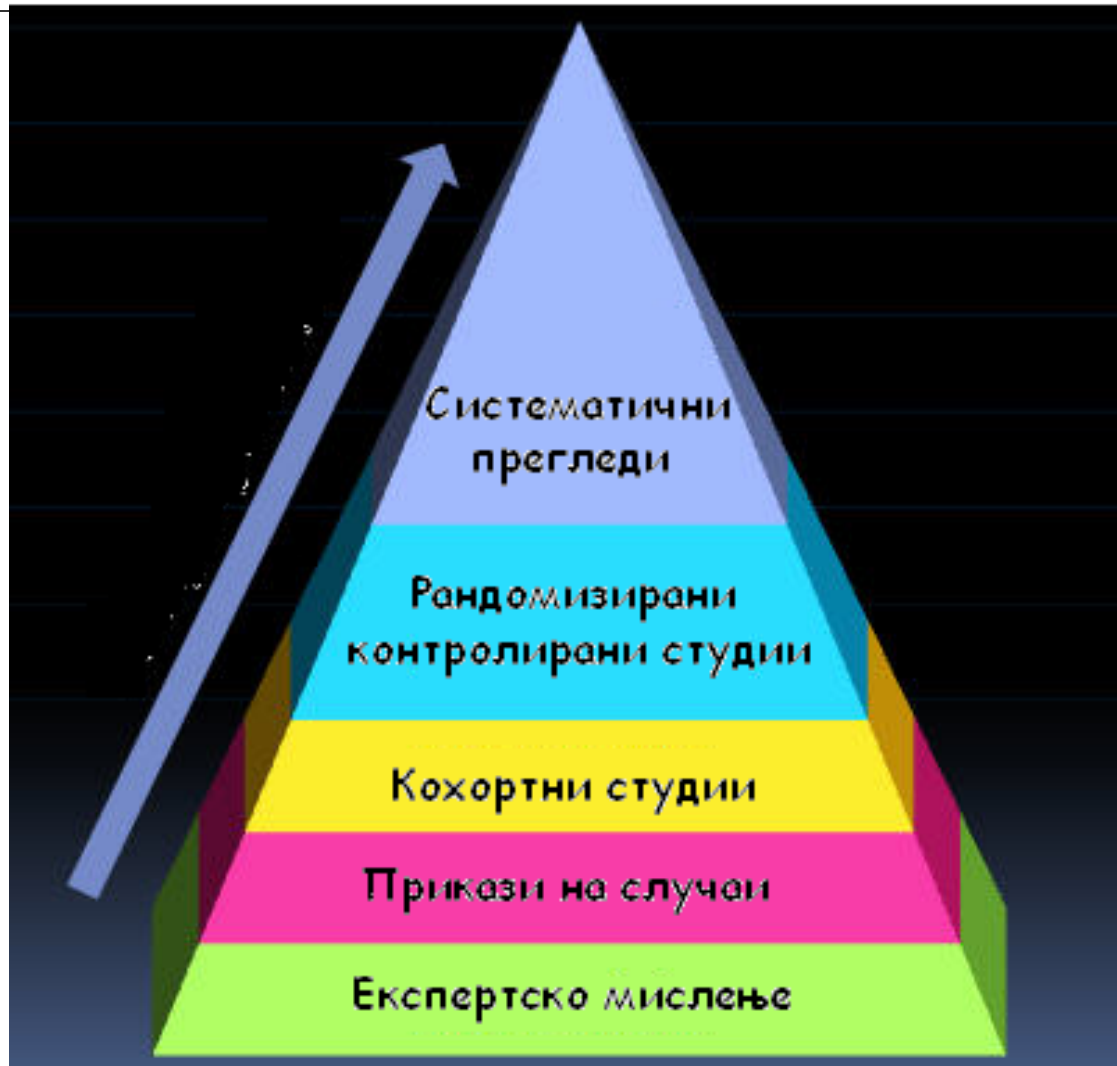 Систематични
прегледи
Рандомизирани
контролирани студии
Кохортни студии
Прикази на случаи
Експертско мислење